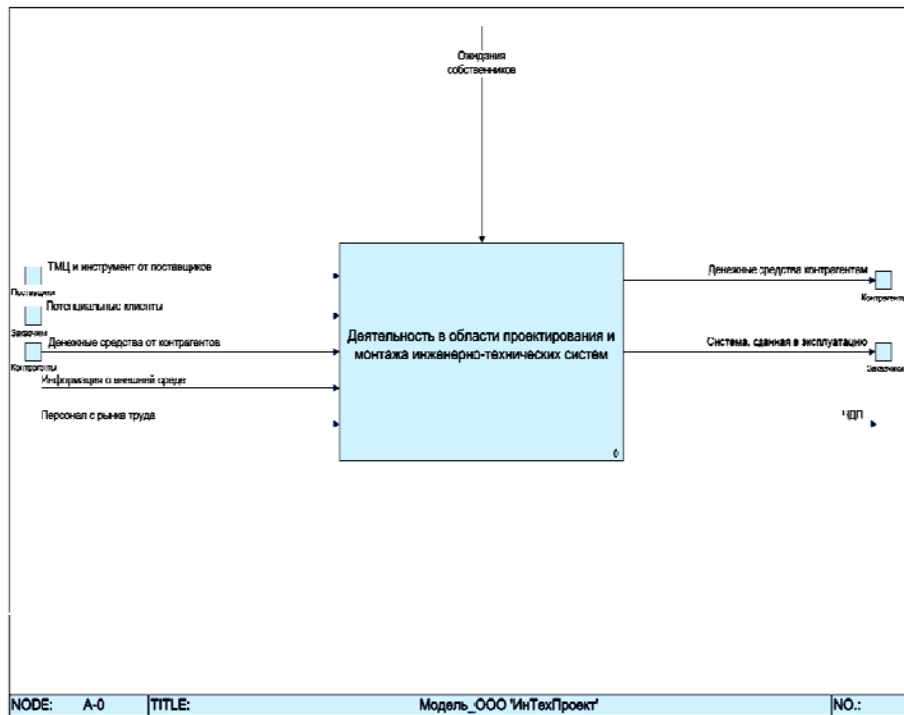 Ожидания
собственников
ТМЦ и инструмент от поставщиков
Поставщики
Потенциальные клиенты
Заказчики
Денежные средства от контрагентов
Контрагенты
Информация о внешней среде
Персонал с рынка труда
Деятельность в области проектирования и
монтажа инженерно-технических систем
0
Денежные средства контрагентам
Контрагенты
Система, сданная в эксплуатацию
Заказчики
ЧДП
NODE: A-0 TITLE: Модель_ООО 'ИнТехПроект' NO.: